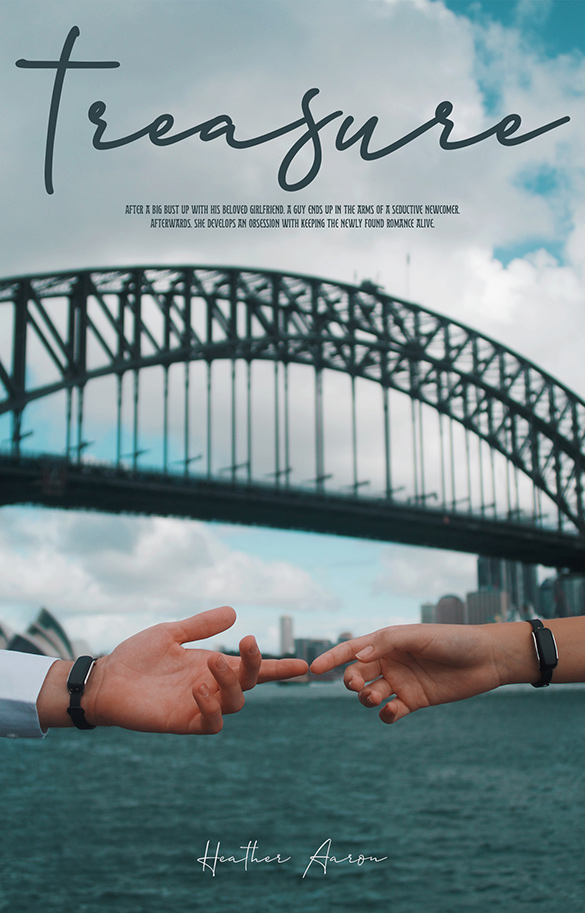 treasure
AFTER A BIG BUST UP WITH HIS BELOVED GIRLFRIEND, A GUY ENDS UP IN THE ARMS OF A SEDUCTIVE NEWCOMER.
AFTERWARDS, SHE DEVELOPS AN OBSESSION WITH KEEPING THE NEWLY FOUND ROMANCE ALIVE.
Heather Aaron